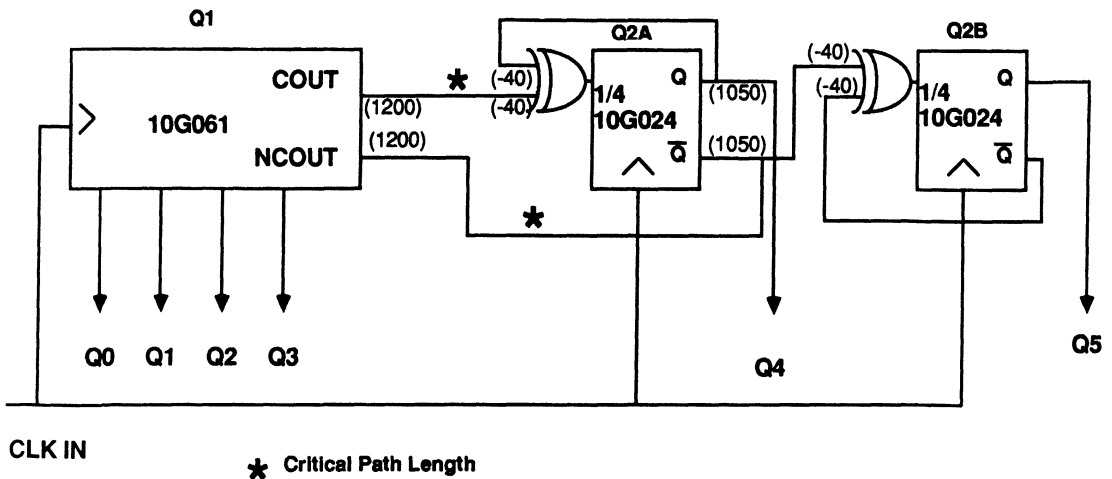 Q1
Q2A
Q2B
COUT
*
(-40)
(-40)
Q
(-40)
(-40)
Q
(1200)
1/4
(1050)
1/4
10G061
10G024
10G024
(1200)
NCOUT
(1050)
Q̅
Q̅
*
Q0 Q1 Q2 Q3
Q4
Q5
CLK IN
* Critical Path Length